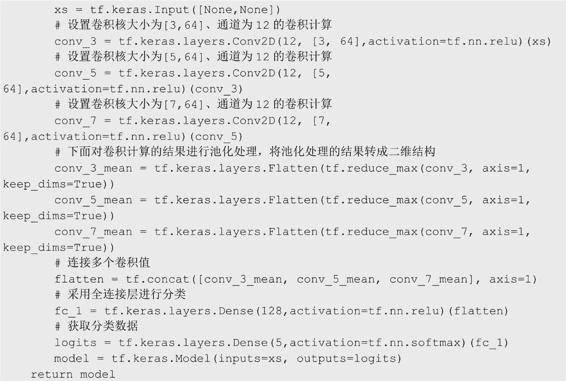 xs = tf.keras.Input([None,None])
# 设置卷积核大小为[3,64]、通道为12的卷积计算
conv_3 = tf.keras.layers.Conv2D(12, [3, 64],activation=tf.nn.relu)(xs)
# 设置卷积核大小为[5,64]、通道为12的卷积计算
conv_5 = tf.keras.layers.Conv2D(12, [5,
64],activation=tf.nn.relu)(conv_3)
# 设置卷积核大小为[7,64]、通道为12的卷积计算
conv_7 = tf.keras.layers.Conv2D(12, [7,
64],activation=tf.nn.relu)(conv_5)
# 下面对卷积计算的结果进行池化处理，将池化处理的结果转成二维结构
conv_3_mean = tf.keras.layers.Flatten(tf.reduce_max(conv_3, axis=1,
keep_dims=True))
conv_5_mean = tf.keras.layers.Flatten(tf.reduce_max(conv_5, axis=1,
keep_dims=True))
conv_7_mean = tf.keras.layers.Flatten(tf.reduce_max(conv_7, axis=1,
keep_dims=True))
# 连接多个卷积值
flatten = tf.concat([conv_3_mean, conv_5_mean, conv_7_mean], axis=1)
# 采用全连接层进行分类
fc_1 = tf.keras.layers.Dense(128,activation=tf.nn.relu)(flatten)
# 获取分类数据
logits = tf.keras.layers.Dense(5,activation=tf.nn.softmax)(fc_1)
model = tf.keras.Model(inputs=xs, outputs=logits)
return model